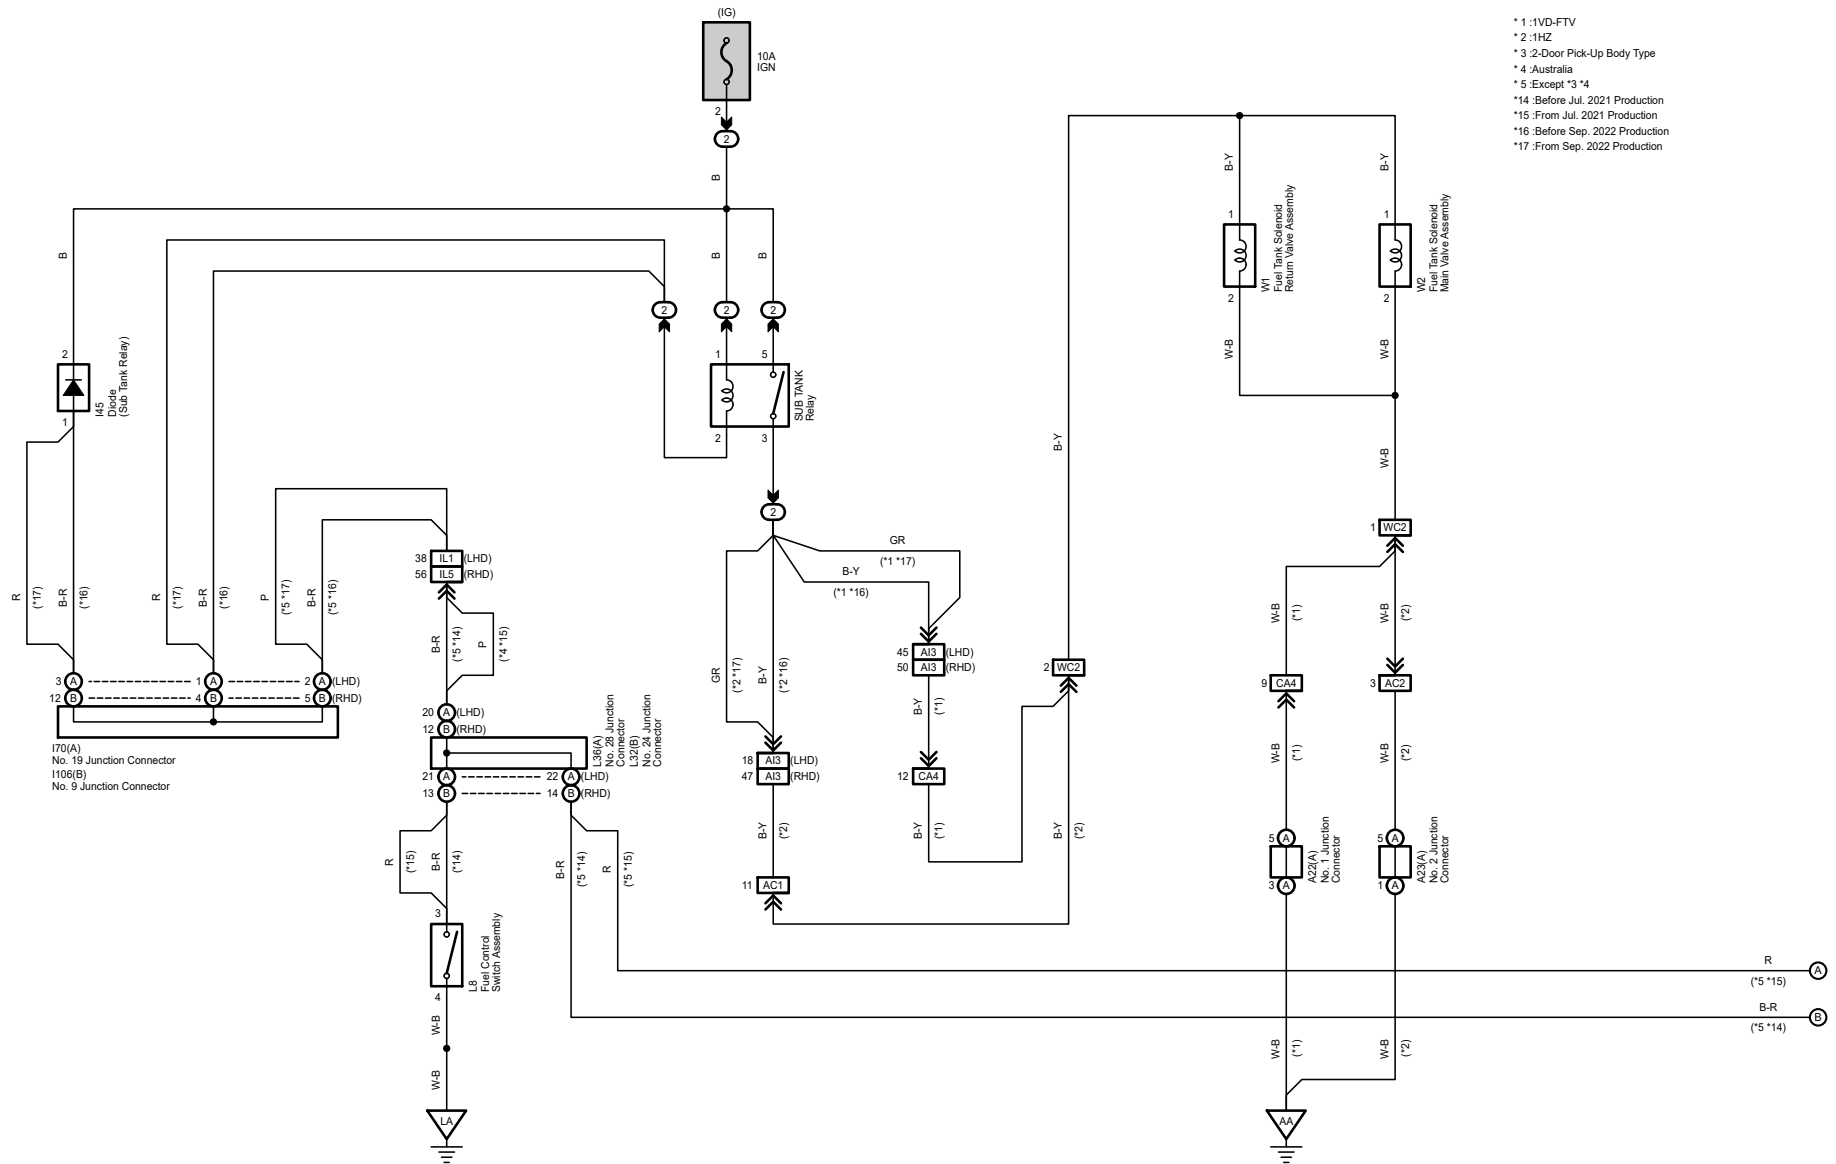 (IG)
10A
IGN
2
2
B
* 1 :1VD-FTV
* 2 :1HZ
* 3 :2-Door Pick-Up Body Type
* 4 :Australia
* 5 :Except *3 *4
*14 :Before Jul. 2021 Production
*15 :From Jul. 2021 Production
*16 :Before Sep. 2022 Production
*17 :From Sep. 2022 Production
B
B
B
B-Y
B-Y
1
1
W1
Fuel Tank Solenoid
Return Valve Assembly
W2
Fuel Tank Solenoid
Main Valve Assembly
2
2
2
2
2
W-B
W-B
2
I45
Diode
(Sub Tank Relay)
1
1
5
SUB TANK
Relay
2
3
B-Y
W-B
2
1 WC2
38 IL1 (LHD)
56 IL5 (RHD)
GR
(*1 *17)
B-Y
(*1 *16)
R
(*17)
B-R
(*16)
R
(*17)
B-R
(*16)
P
(*5 *17)
B-R
(*5 *16)
B-R
(*5 *14)
P
(*4 *15)
GR
(*2 *17)
B-Y
(*2 *16)
45 AI3 (LHD)
50 AI3 (RHD)
B-Y
(*1)
2 WC2
W-B
(*1)
W-B
(*2)
9 CA4
3 AC2
3 A 1 A 2 A (LHD)
12 B 4 B 5 B (RHD)
I70(A)
No. 19 Junction Connector
I106(B)
No. 9 Junction Connector
20 A (LHD)
12 B (RHD)
L36(A)
No. 28 Junction
Connector
L32(B)
No. 24 Junction
Connector
21 A 22 A (LHD)
13 B 14 B (RHD)
18 AI3 (LHD)
47 AI3 (RHD)
12 CA4
W-B
(*1)
W-B
(*2)
R
(*15)
B-R
(*14)
B-R
(*5 *14)
R
(*5 *15)
B-Y
(*2)
B-Y
(*1)
B-Y
(*2)
11 AC1
5 A
3 A
A22(A)
No. 1 Junction
Connector
5 A
1 A
A23(A)
No. 2 Junction
Connector
3
L8
Fuel Control
Switch Assembly
4
R
(*5 *15)
A
B-R
(*5 *14)
B
W-B
W-B
LA
W-B
(*1)
W-B
(*2)
AA